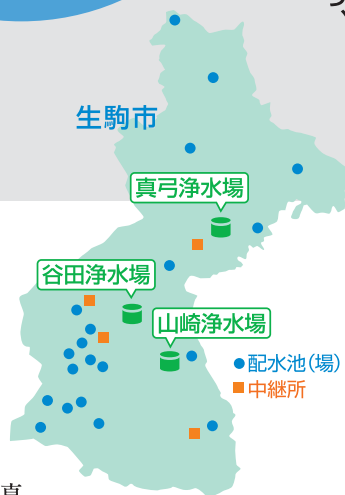 生駒市
真弓浄水場
谷田浄水場
山崎浄水場
配水池(場)
中継所
真